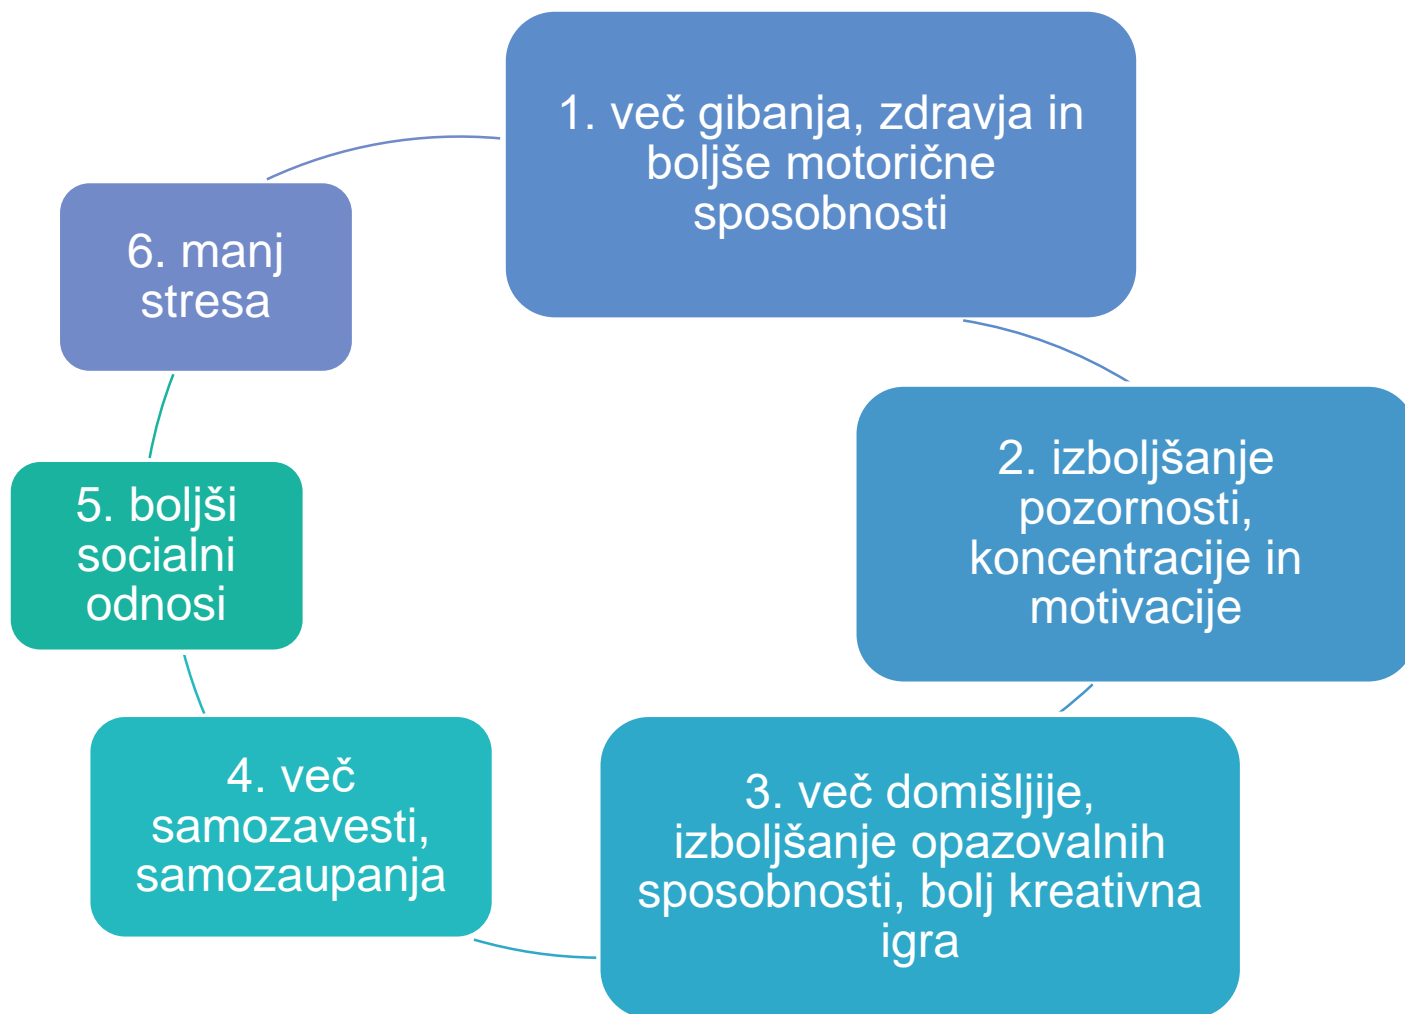 1. več gibanja, zdravja in
boljše motorične
sposobnosti
2. izboljšanje
pozornosti,
koncentracije in
motivacije
3. več domišljije,
izboljšanje opazovalnih
sposobnosti, bolj kreativna
igra
4. več
samozavesti,
samozaupanja
5. boljši
socialni
odnosi
6. manj
stresa